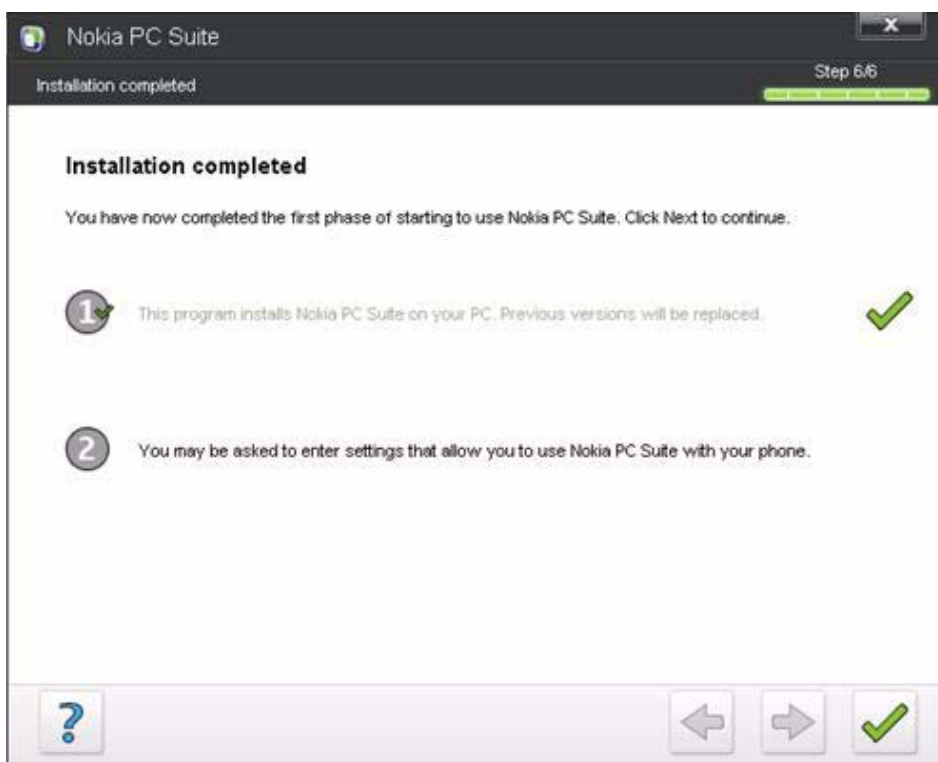 Nokia PC Suite
x
Installation completed
Step 6/6
Installation completed
You have now completed the first phase of starting to use Nokia PC Suite. Click Next to continue.
1
This program installs Nokia PC Suite on your PC. Previous versions will be replaced.
2
You may be asked to enter settings that allow you to use Nokia PC Suite with your phone.
?